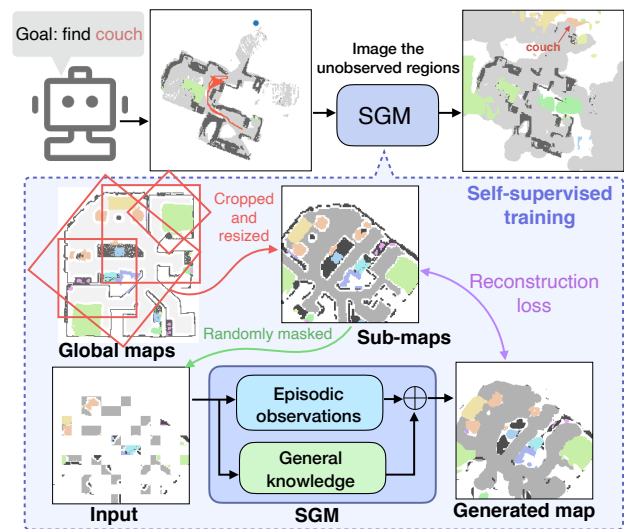 Goal: find couch
Image the
unobserved regions
SGM
couch
Self-supervised
training
Cropped
and
resized
Global maps
Sub-maps
Reconstruction
loss
Randomly masked
Input
Episodic
observations
General
knowledge
SGM
Generated map